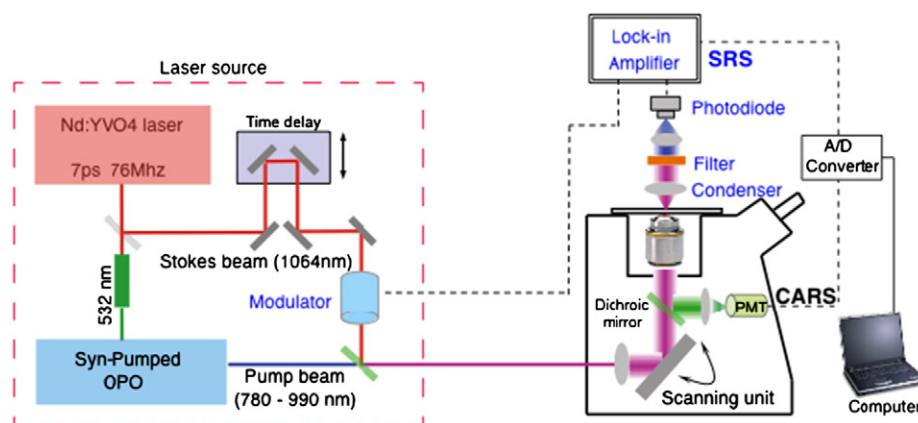 Laser source
Nd:YVO4 laser
7ps 76Mhz
Time delay
Stokes beam (1064nm)
Modulator
532 nm
Syn-Pumped
OPO
Pump beam
(780 - 990 nm)
Lock-in
Amplifier
SRS
Photodiode
Filter
Condenser
A/D
Converter
Dichroic
mirror
PMT
CARS
Scanning unit
Computer